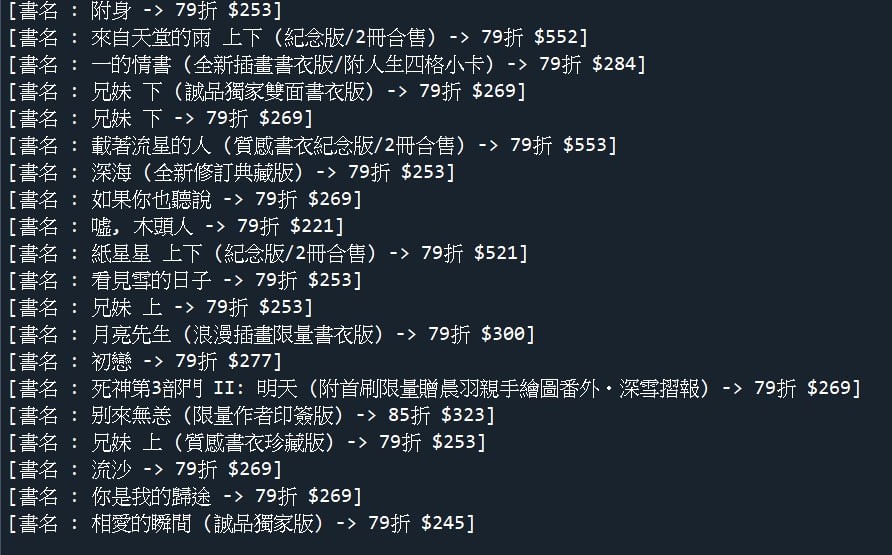 [書名 : 附身 -> 79折 $253]
[書名 : 來自天堂的雨 上下 (紀念版/2冊合售) -> 79折 $552]
[書名 : 一的情書 (全新插畫書衣版/附人生四格小卡) -> 79折 $284]
[書名 : 兄妹 下 (誠品獨家雙面書衣版) -> 79折 $269]
[書名 : 兄妹 下 -> 79折 $269]
[書名 : 載著流星的人 (質感書衣紀念版/2冊合售) -> 79折 $553]
[書名 : 深海 (全新修訂典藏版) -> 79折 $253]
[書名 : 如果你也聽說 -> 79折 $269]
[書名 : 噓, 木頭人 -> 79折 $221]
[書名 : 紙星星 上下 (紀念版/2冊合售) -> 79折 $521]
[書名 : 看見雪的日子 -> 79折 $253]
[書名 : 兄妹 上 -> 79折 $253]
[書名 : 月亮先生 (浪漫插畫限量書衣版) -> 79折 $300]
[書名 : 初戀 -> 79折 $277]
[書名 : 死神第3部門 II: 明天 (附首刷限量贈晨羽親手繪圖番外‧深雪摺報) -> 79折 $269]
[書名 : 別來無恙 (限量作者印簽版) -> 85折 $323]
[書名 : 兄妹 上 (質感書衣珍藏版) -> 79折 $253]
[書名 : 流沙 -> 79折 $269]
[書名 : 你是我的歸途 -> 79折 $269]
[書名 : 相愛的瞬間 (誠品獨家版) -> 79折 $245]